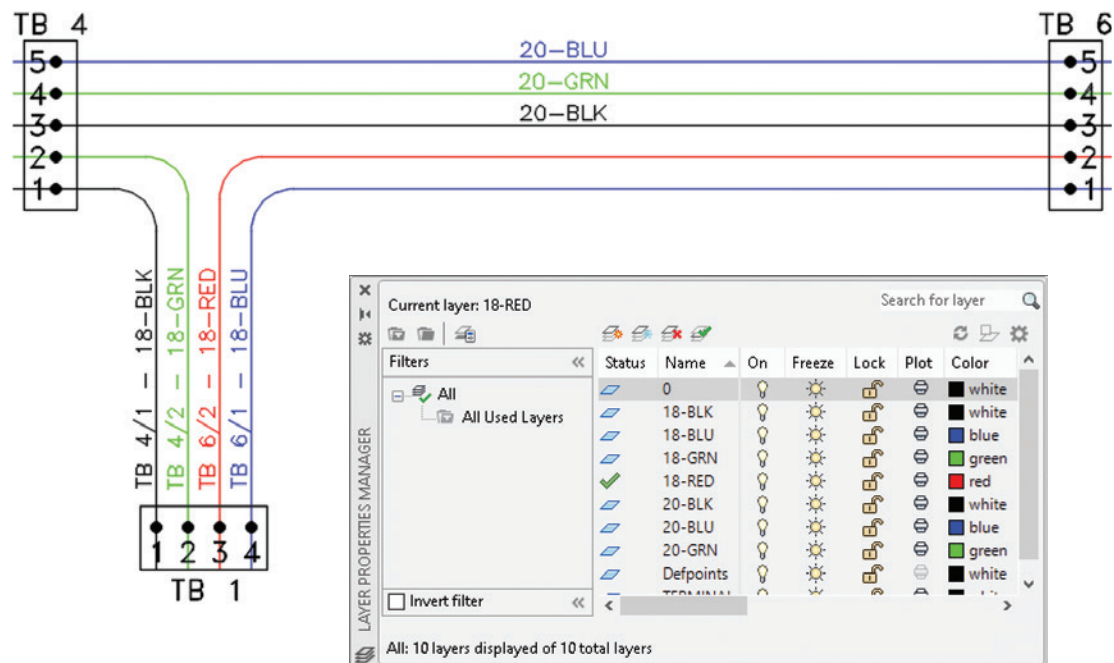 TB 4
TB 6
5
20-BLU
5
4
20-GRN
4
3
20-BLK
3
2
2
1
1
TB 4/1 - 18-BLK
TB 4/2 - 18-GRN
TB 6/2 - 18-RED
TB 6/1 - 18-BLU
1 2 3 4
TB 1
Current layer: 18-RED
Search for layer
Filters
All
All Used Layers
Invert filter
Status Name On Freeze Lock Plot Color
0 white
18-BLK white
18-BLU blue
18-GRN green
18-RED red
20-BLK white
20-BLU blue
20-GRN green
Defpoints white
All: 10 layers displayed of 10 total layers
LAYER PROPERTIES MANAGER